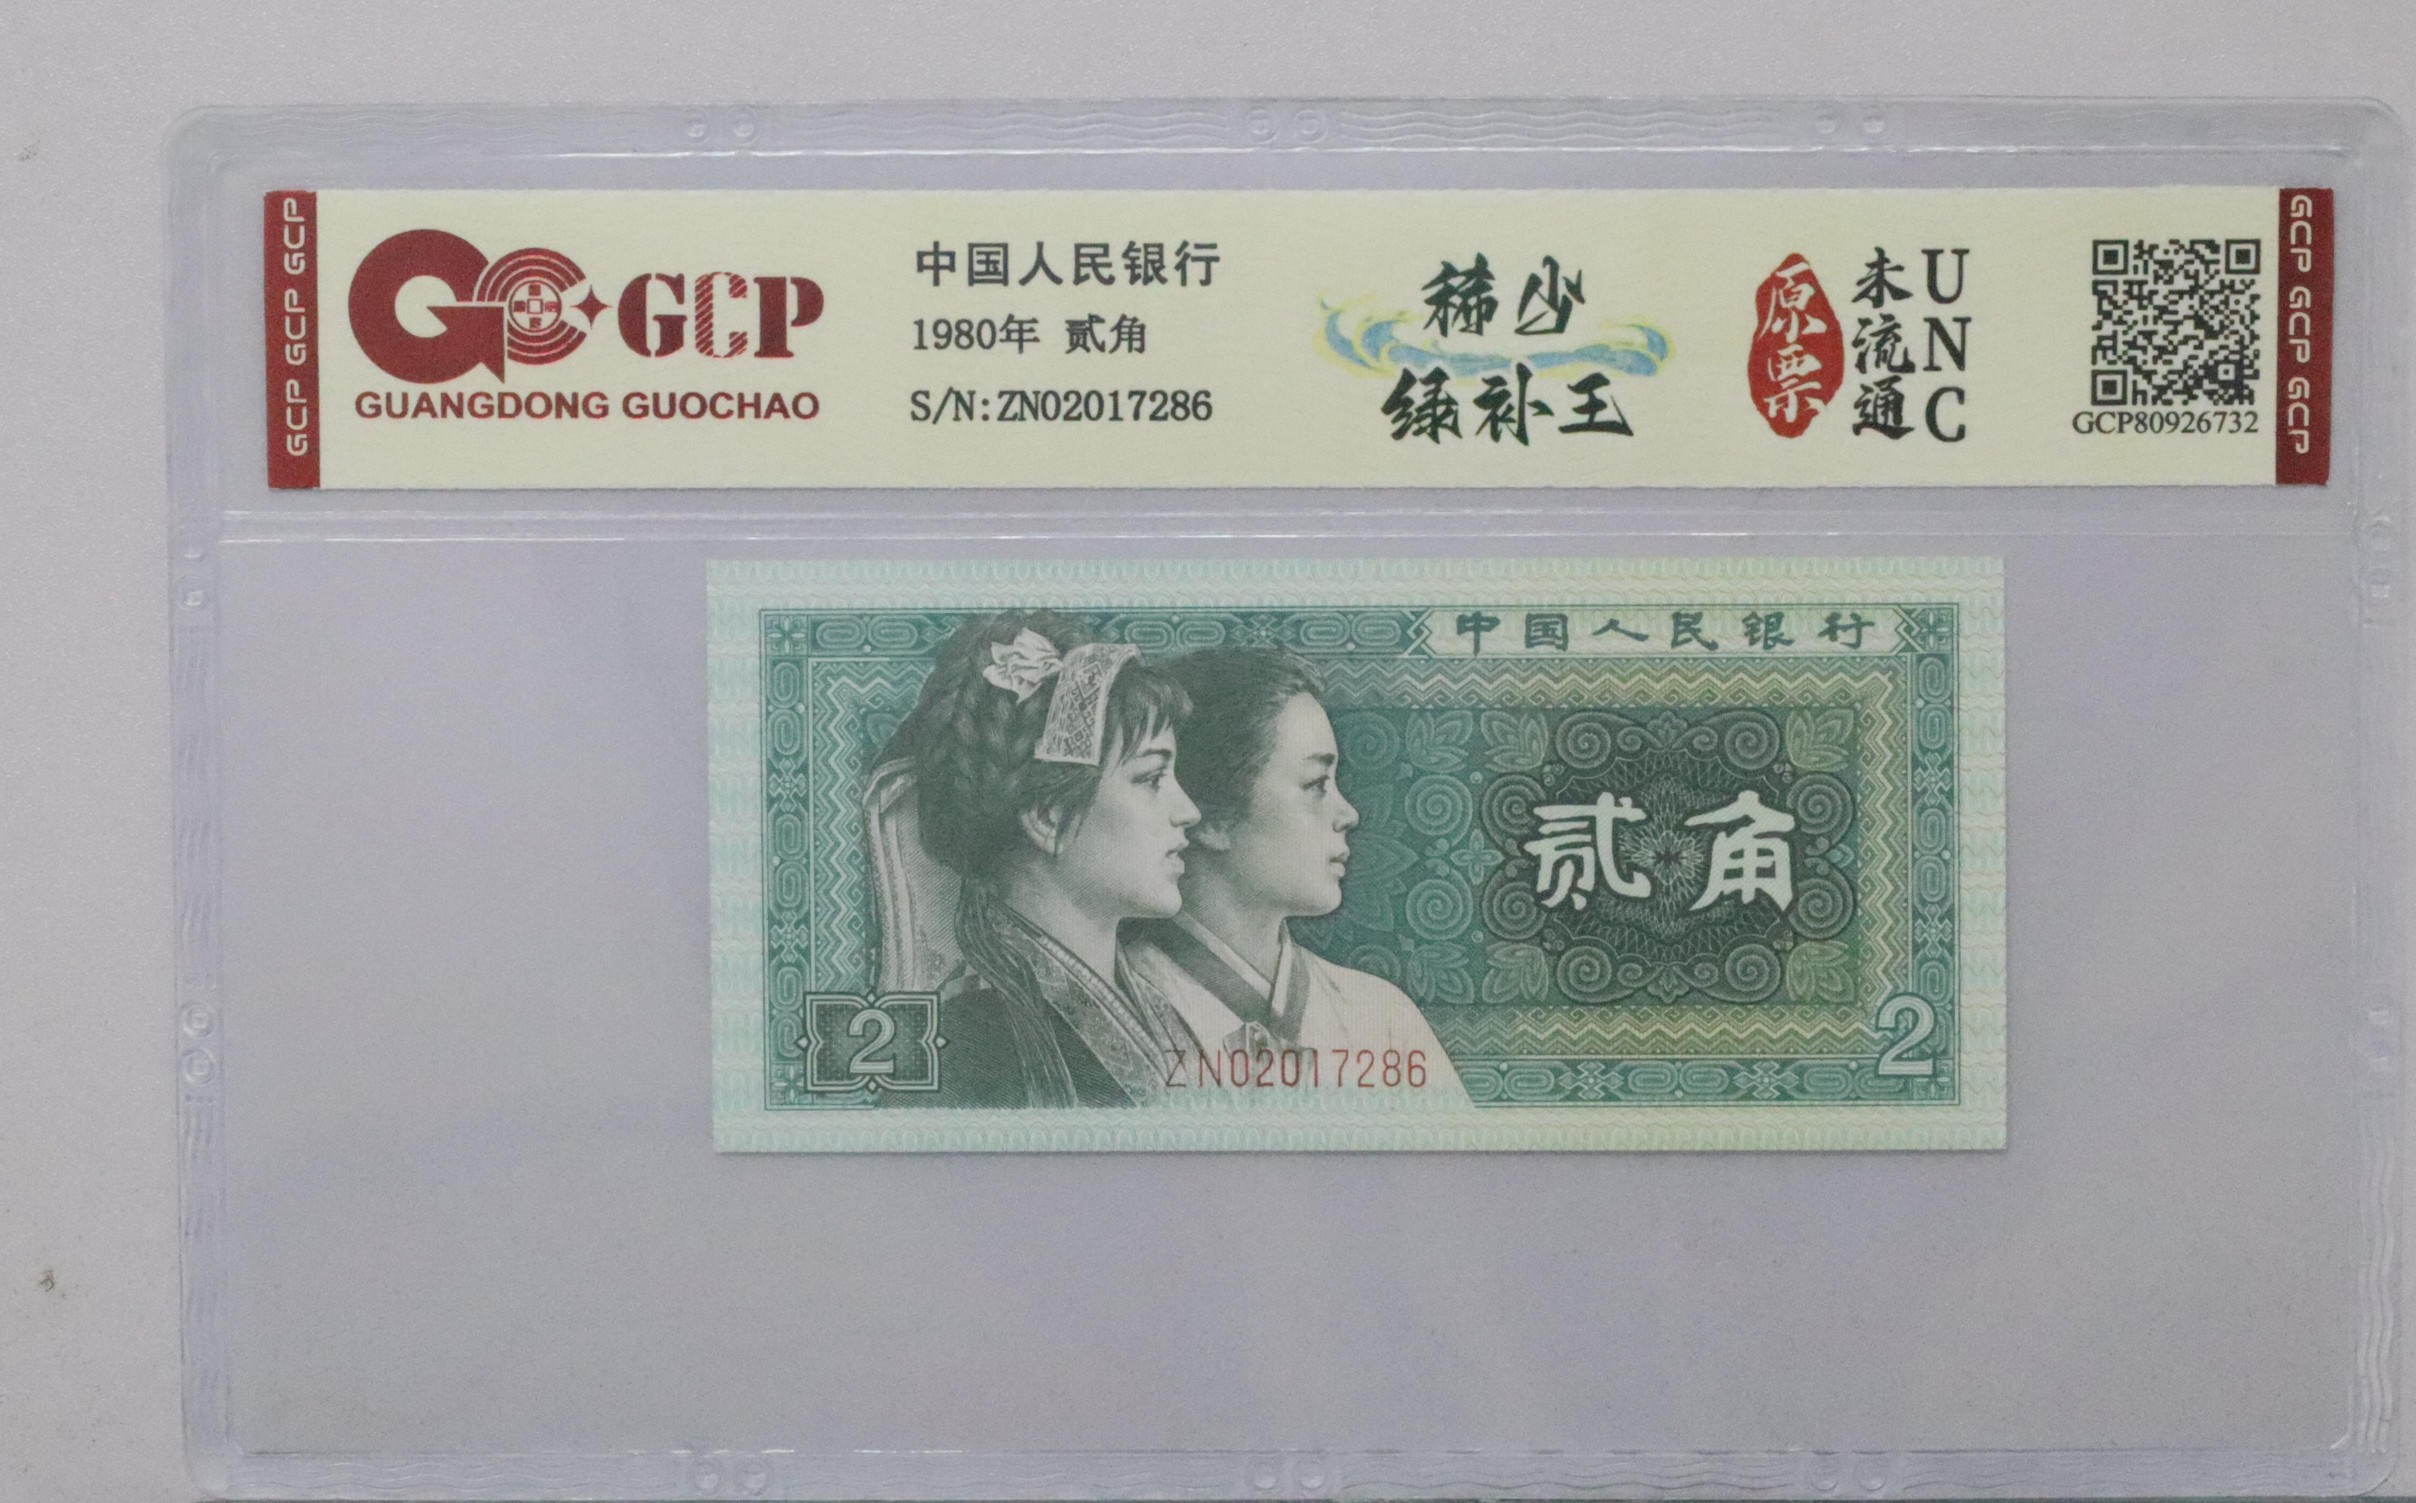 GCP GCP GCP
GCP
GUANGDONG GUOCHAO
中国人民银行
1980年 贰角
S/N:ZN02017286
稀少
绿补王
原票
未流通
UNC
GCP80926732
GCP GCP GCP
中国人民银行
贰角
2
2
ZN02017286